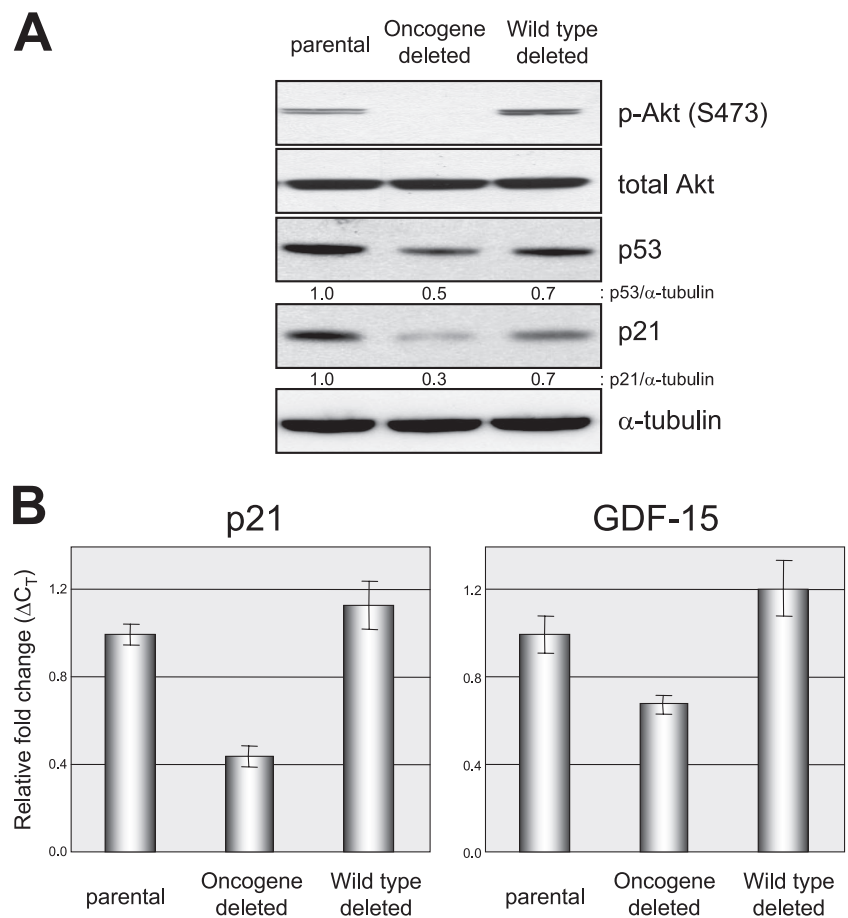 A
parental
Oncogene
deleted
Wild type
deleted
p-Akt (S473)
total Akt
p53
1.0 0.5 0.7 : p53/α-tubulin
p21
1.0 0.3 0.7 : p21/α-tubulin
α-tubulin
B
p21
Relative fold change (ΔCT)
1.2
0.8
0.4
0.0
parental
Oncogene
deleted
Wild type
deleted
GDF-15
1.2
0.8
0.4
0.0
parental
Oncogene
deleted
Wild type
deleted